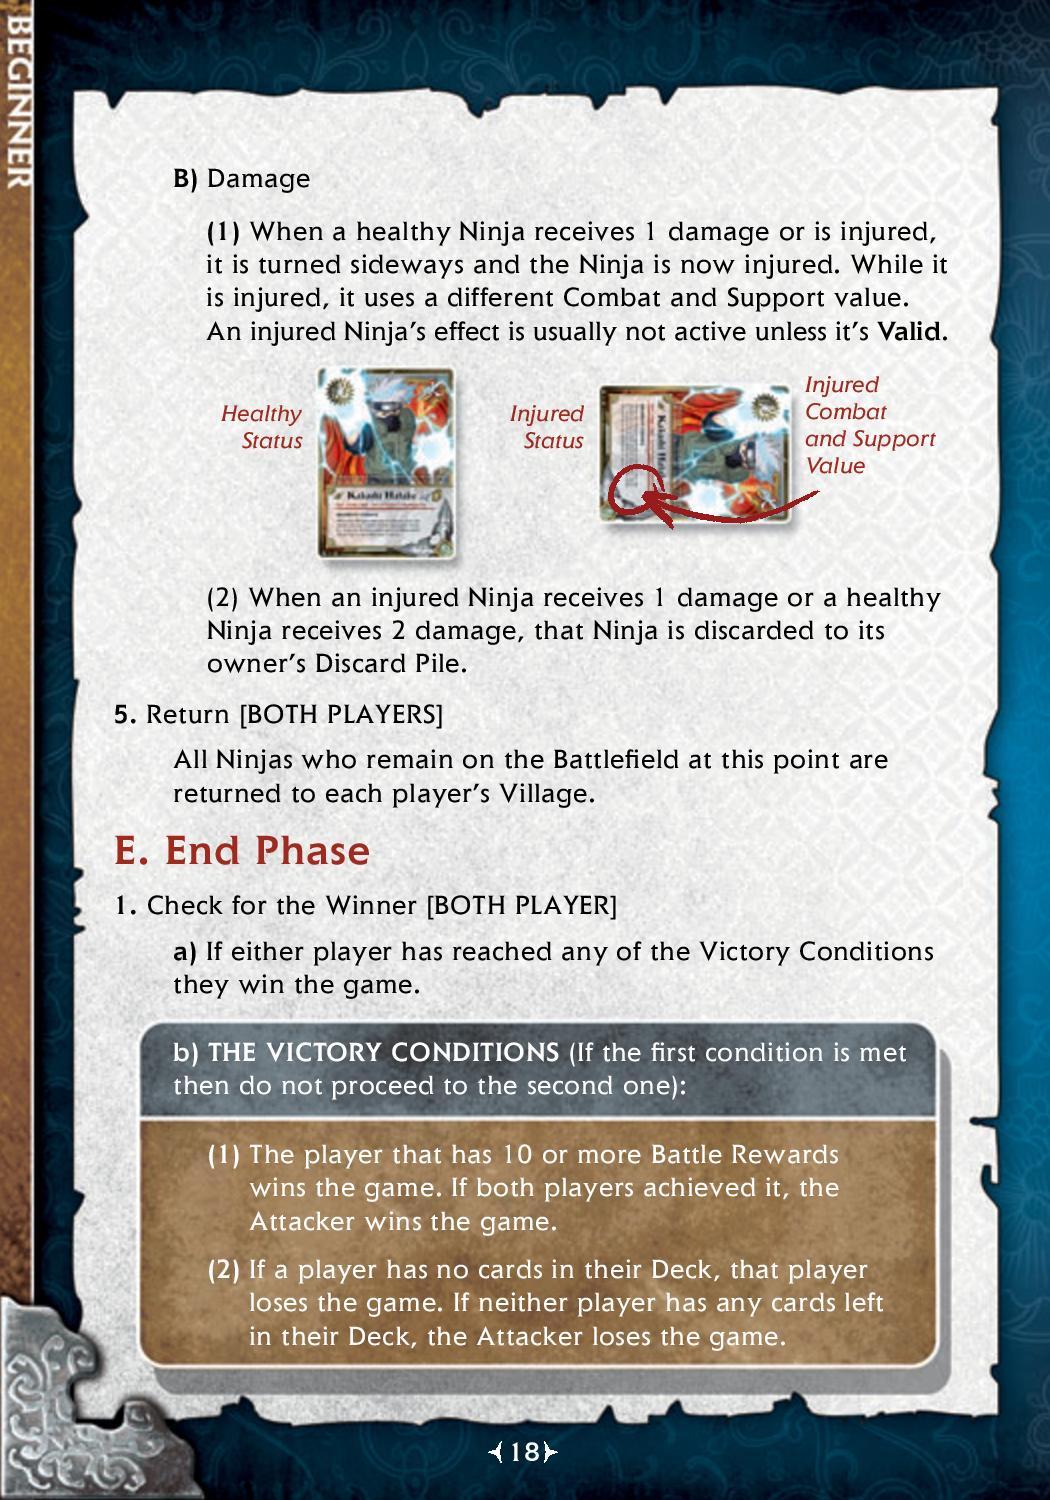 BEGINNER
B) Damage
(1) When a healthy Ninja receives 1 damage or is injured,
it is turned sideways and the Ninja is now injured. While it
is injured, it uses a different Combat and Support value.
An injured Ninja's effect is usually not active unless it's Valid.
Healthy
Status
Kakashi Hatake
Injured
Status
Injured
Combat
and Support
Value
(2) When an injured Ninja receives 1 damage or a healthy
Ninja receives 2 damage, that Ninja is discarded to its
owner's Discard Pile.
5. Return [BOTH PLAYERS]
All Ninjas who remain on the Battlefield at this point are
returned to each player's Village.
E. End Phase
1. Check for the Winner [BOTH PLAYER]
a) If either player has reached any of the Victory Conditions
they win the game.
b) THE VICTORY CONDITIONS (If the first condition is met
then do not proceed to the second one):
(1) The player that has 10 or more Battle Rewards
wins the game. If both players achieved it, the
Attacker wins the game.
(2) If a player has no cards in their Deck, that player
loses the game. If neither player has any cards left
in their Deck, the Attacker loses the game.
18